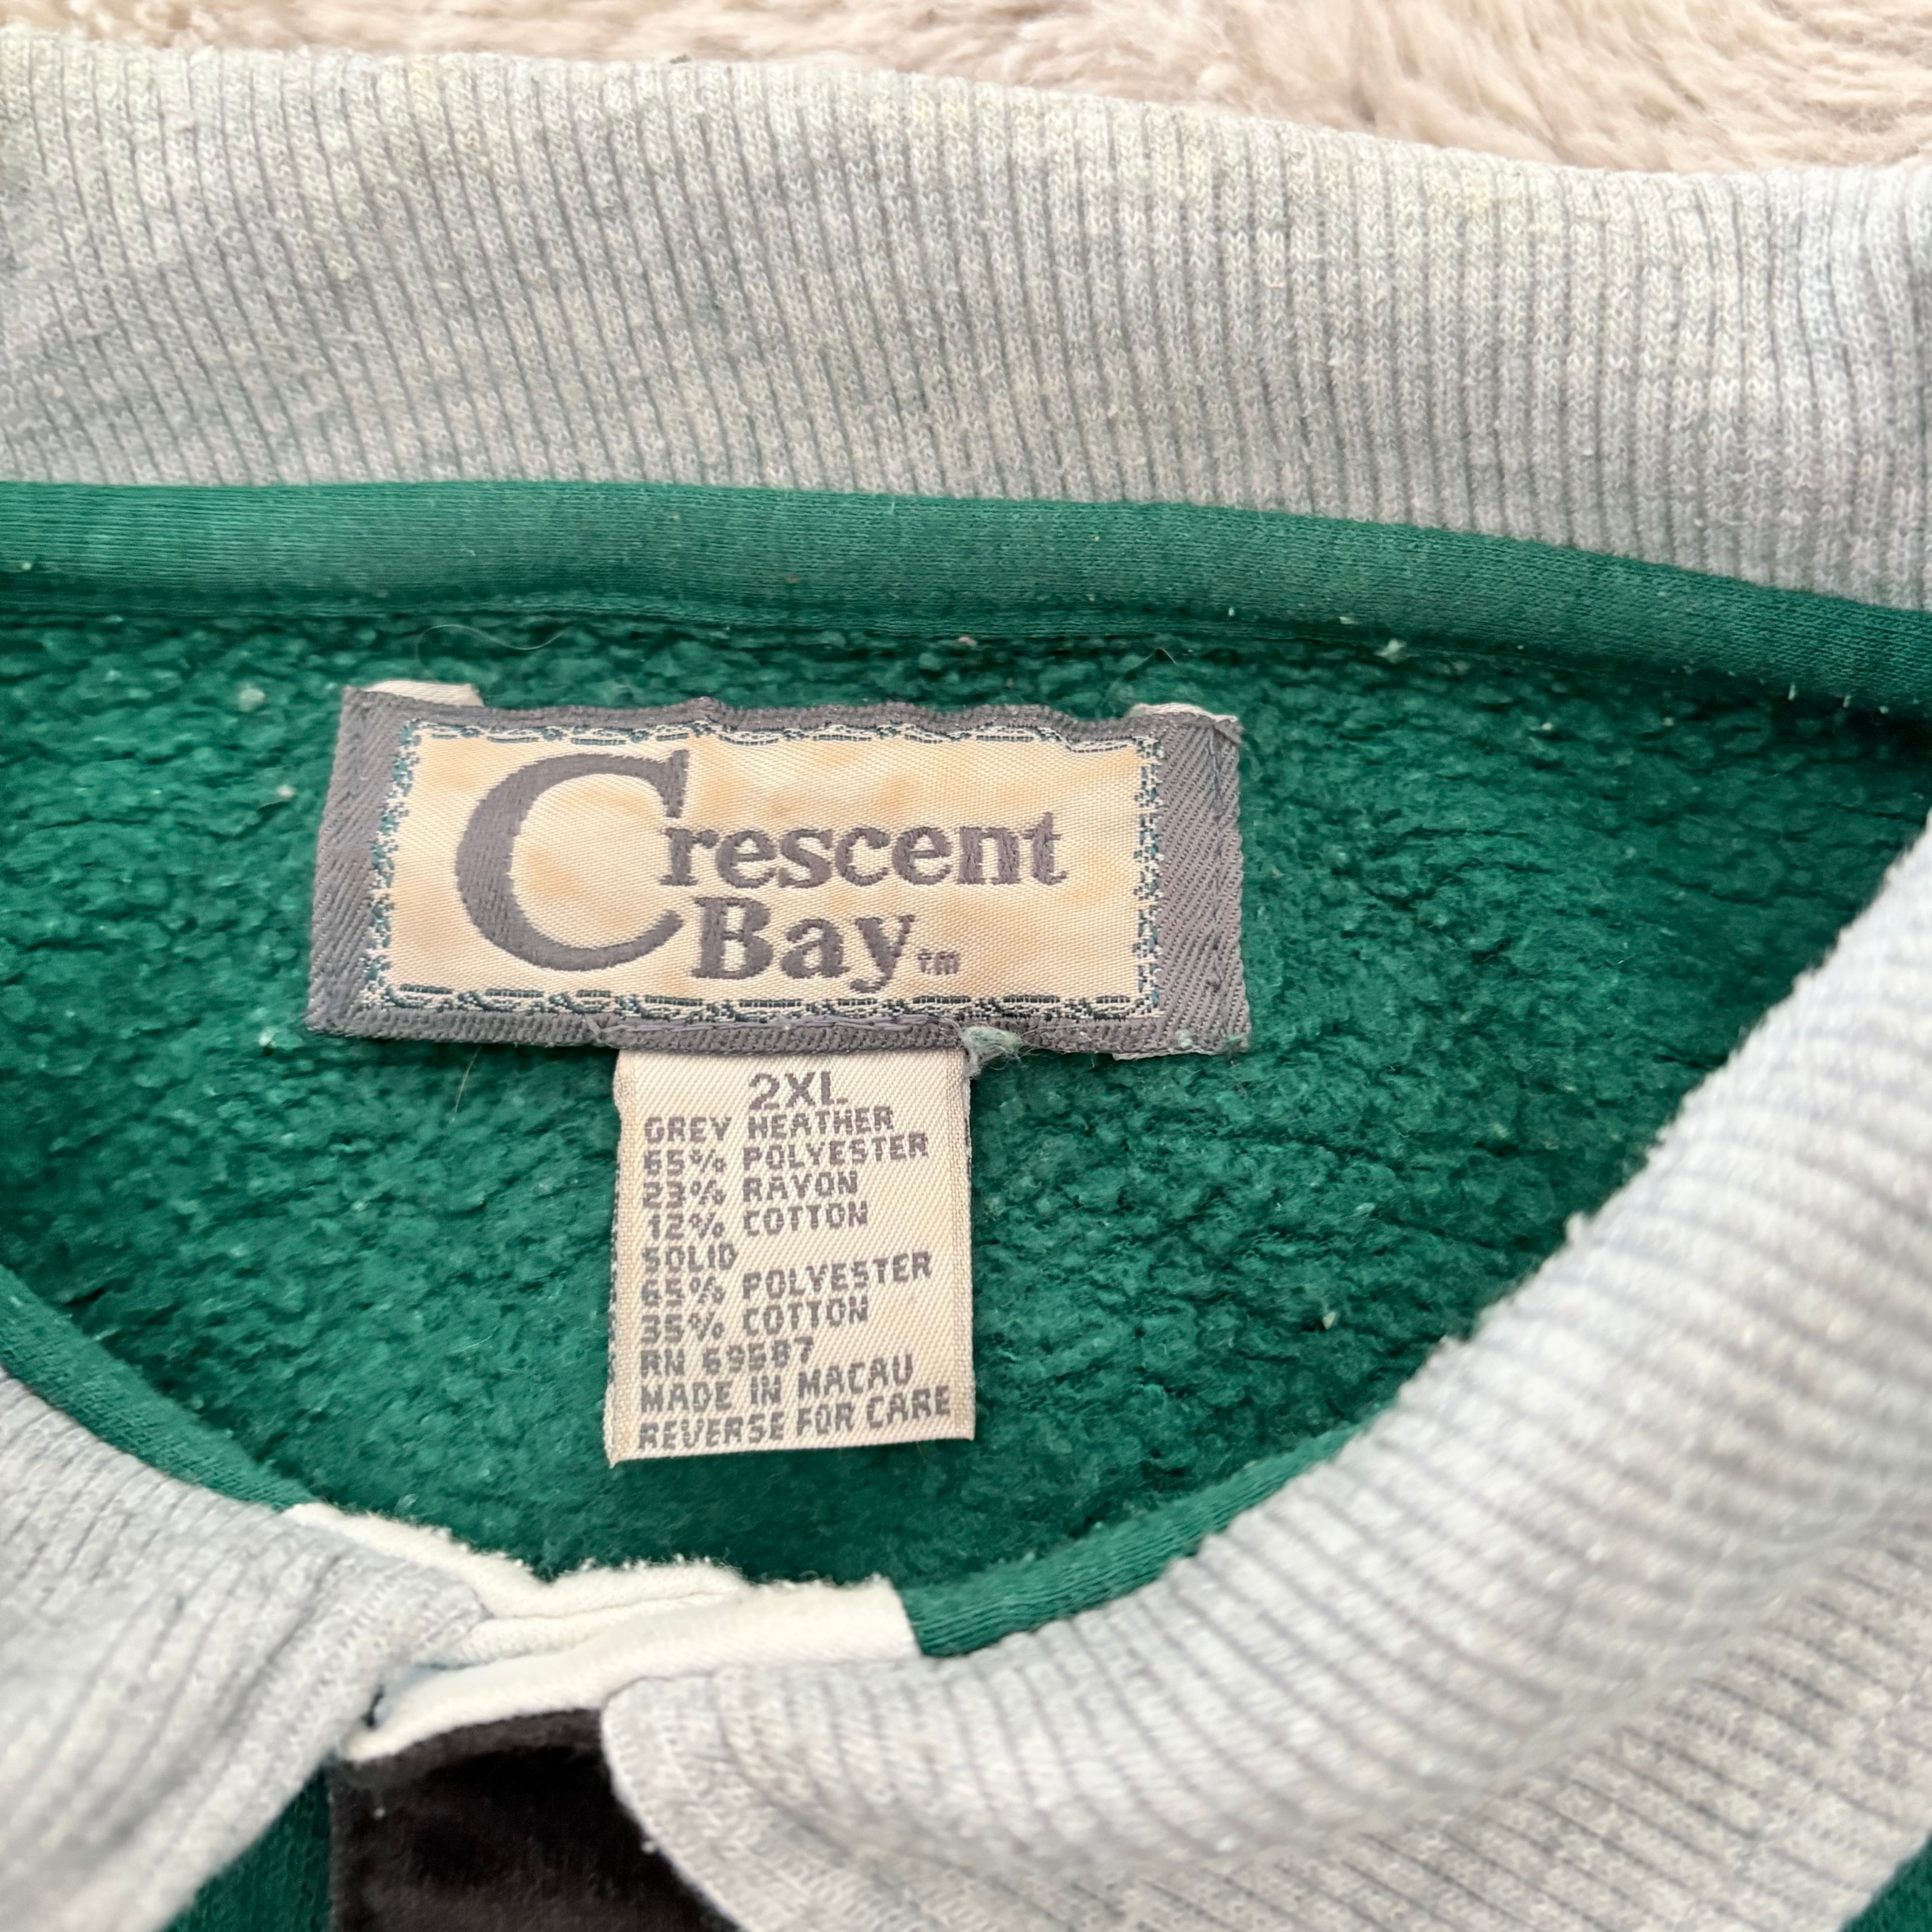 Crescent
Bay™
2XL
GREY HEATHER
65% POLYESTER
23% RAYON
12% COTTON
SOLID
65% POLYESTER
35% COTTON
RN 69587
MADE IN MACAU
REVERSE FOR CARE